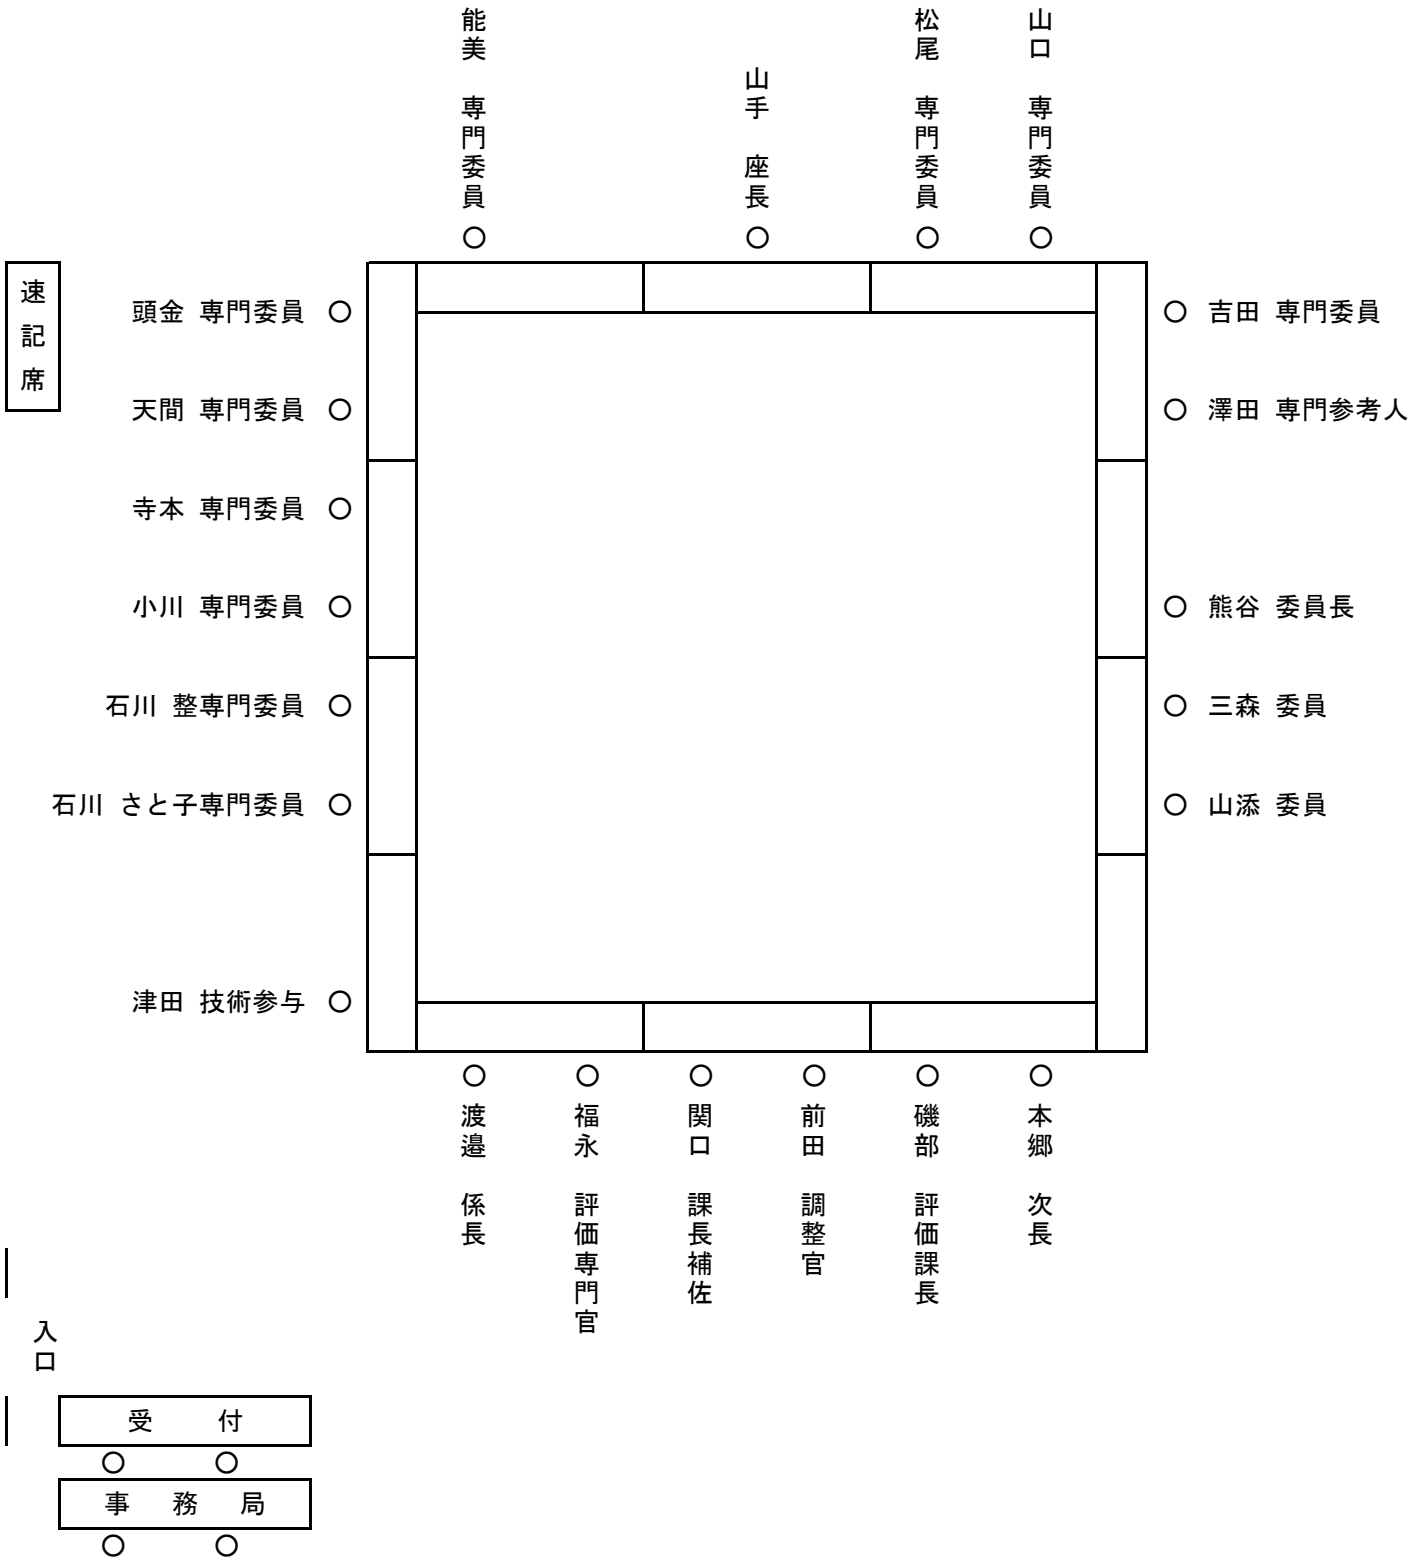 能美 専門委員
山手 座長
松尾 専門委員
山口 専門委員
速記席
頭金 専門委員
天間 専門委員
寺本 専門委員
小川 専門委員
石川 整専門委員
石川 さと子専門委員
津田 技術参与
吉田 専門委員
澤田 専門参考人
熊谷 委員長
三森 委員
山添 委員
渡邉 係長
福永 評価専門官
関口 課長補佐
前田 調整官
磯部 評価課長
本郷 次長
入口
受 付
事 務 局